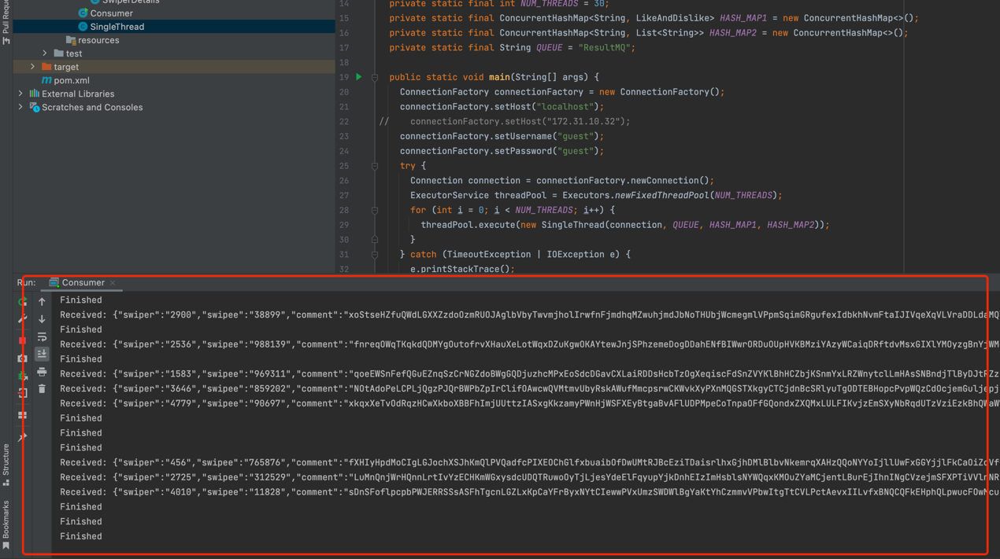 SwiperDetails
Consumer
SingleThread
resources
test
target
pom.xml
External Libraries
Scratches and Consoles
Pull Reque
Structure
Bookmarks
14 private static final int NUM_THREADS = 30;
15 private static final ConcurrentHashMap<String, LikeAndDislike> HASH_MAP1 = new ConcurrentHashMap<>();
16 private static final ConcurrentHashMap<String, List<String>> HASH_MAP2 = new ConcurrentHashMap<>();
17 private static final String QUEUE = "ResultMQ";
18
19 public static void main(String[] args) {
20 ConnectionFactory connectionFactory = new ConnectionFactory();
21 connectionFactory.setHost("localhost");
22 // connectionFactory.setHost("172.31.10.32");
23 connectionFactory.setUsername("guest");
24 connectionFactory.setPassword("guest");
25 try {
26 Connection connection = connectionFactory.newConnection();
27 ExecutorService threadPool = Executors.newFixedThreadPool(NUM_THREADS);
28 for (int i = 0; i < NUM_THREADS; i++) {
29 threadPool.execute(new SingleThread(connection, QUEUE, HASH_MAP1, HASH_MAP2));
30 }
31 } catch (TimeoutException | IOException e) {
32 e.printStackTrace();
Run: Consumer
Finished
Received: {"swiper":"2900","swipee":"38899","comment":"
Finished
Received: {"swiper":"2536","swipee":"988139","comment":"
Finished
Received: {"swiper":"1583","swipee":"969311","comment":"
Received: {"swiper":"3646","swipee":"859202","comment":"
Received: {"swiper":"4779","swipee":"90697","comment":"
Finished
Finished
Finished
Received: {"swiper":"456","swipee":"765876","comment":"
Received: {"swiper":"2725","swipee":"312529","comment":"
Received: {"swiper":"4010","swipee":"11828","comment":"
Finished
Finished
Finished